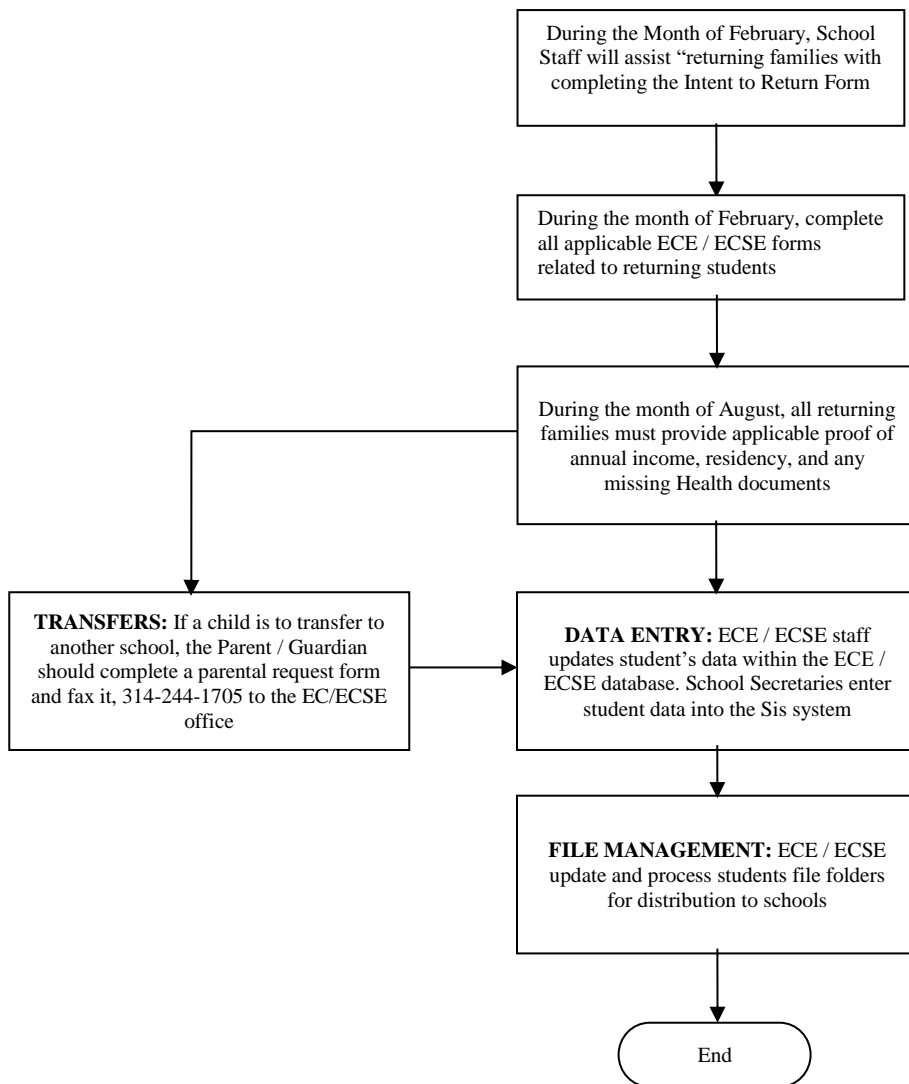 During the Month of February, School
Staff will assist “returning families with
completing the Intent to Return Form
During the month of February, complete
all applicable ECE / ECSE forms
related to returning students
During the month of August, all returning
families must provide applicable proof of
annual income, residency, and any
missing Health documents
TRANSFERS: If a child is to transfer to
another school, the Parent / Guardian
should complete a parental request form
and fax it, 314-244-1705 to the EC/ECSE
office
DATA ENTRY: ECE / ECSE staff
updates student’s data within the ECE /
ECSE database. School Secretaries enter
student data into the Sis system
FILE MANAGEMENT: ECE / ECSE
update and process students file folders
for distribution to schools
End